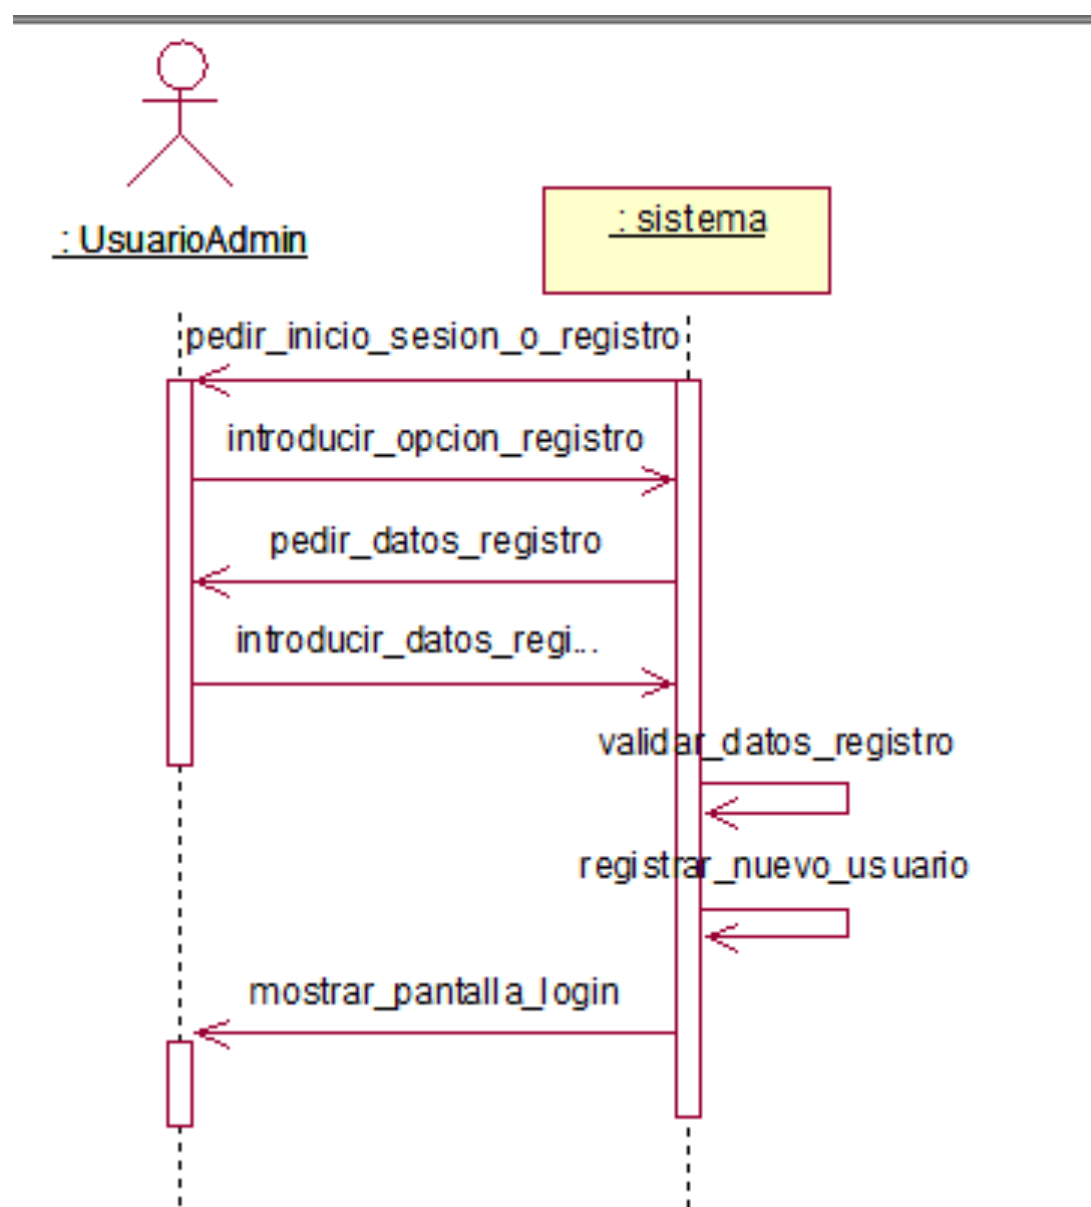 : UsuarioAdmin
: sistema
pedir_inicio_sesion_o_registro
introducir_opcion_registro
pedir_datos_registro
introducir_datos_regi...
validar_datos_registro
registrar_nuevo_usuario
mostrar_pantalla_login